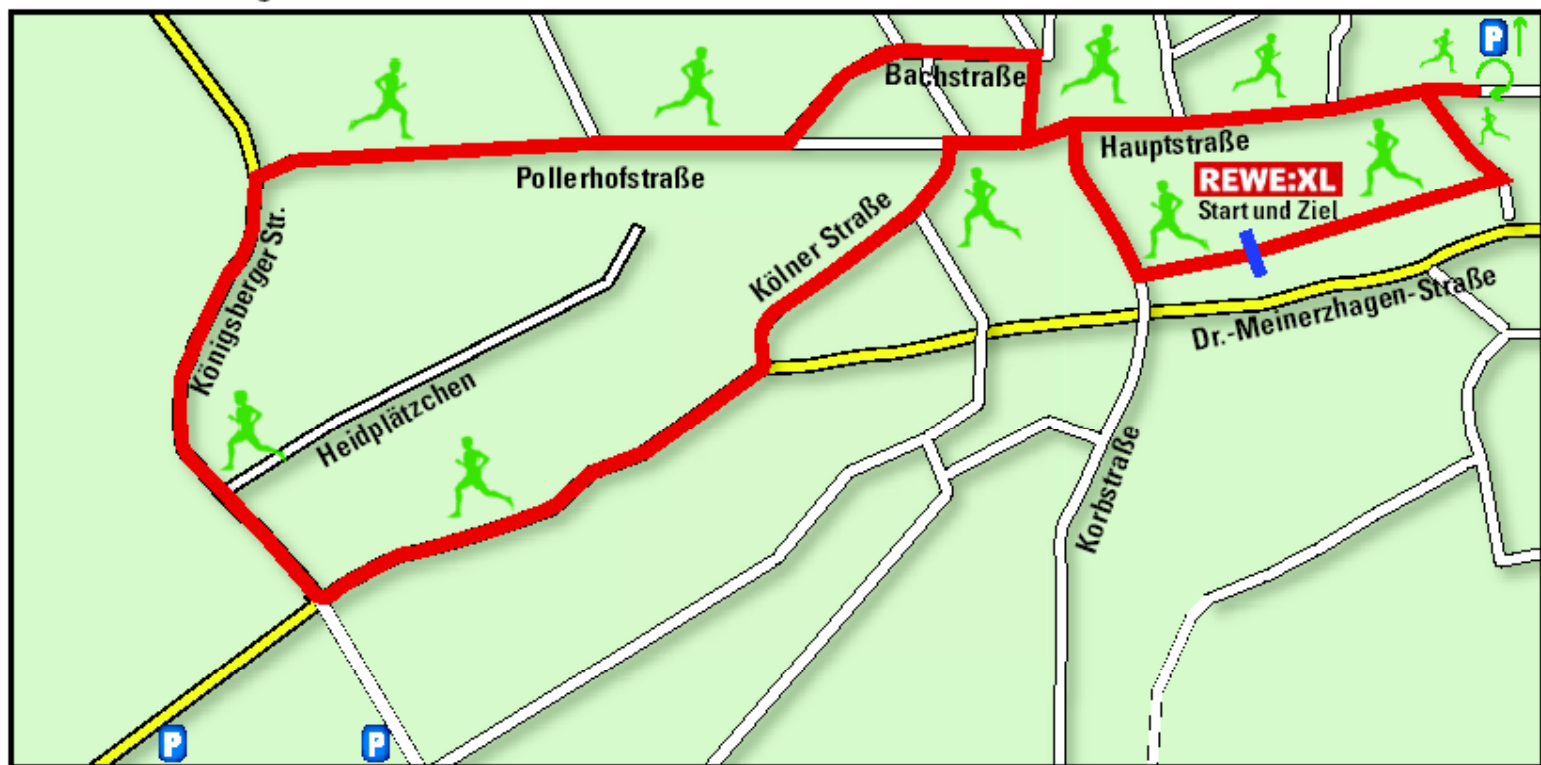 P
Bachstraße
Hauptstraße
Pollerhofstraße
REWE:XL
Start und Ziel
Kölner Straße
Königsberger Str.
Dr.-Meinerzhagen-Straße
Heidplätzchen
Korbstraße
P
P